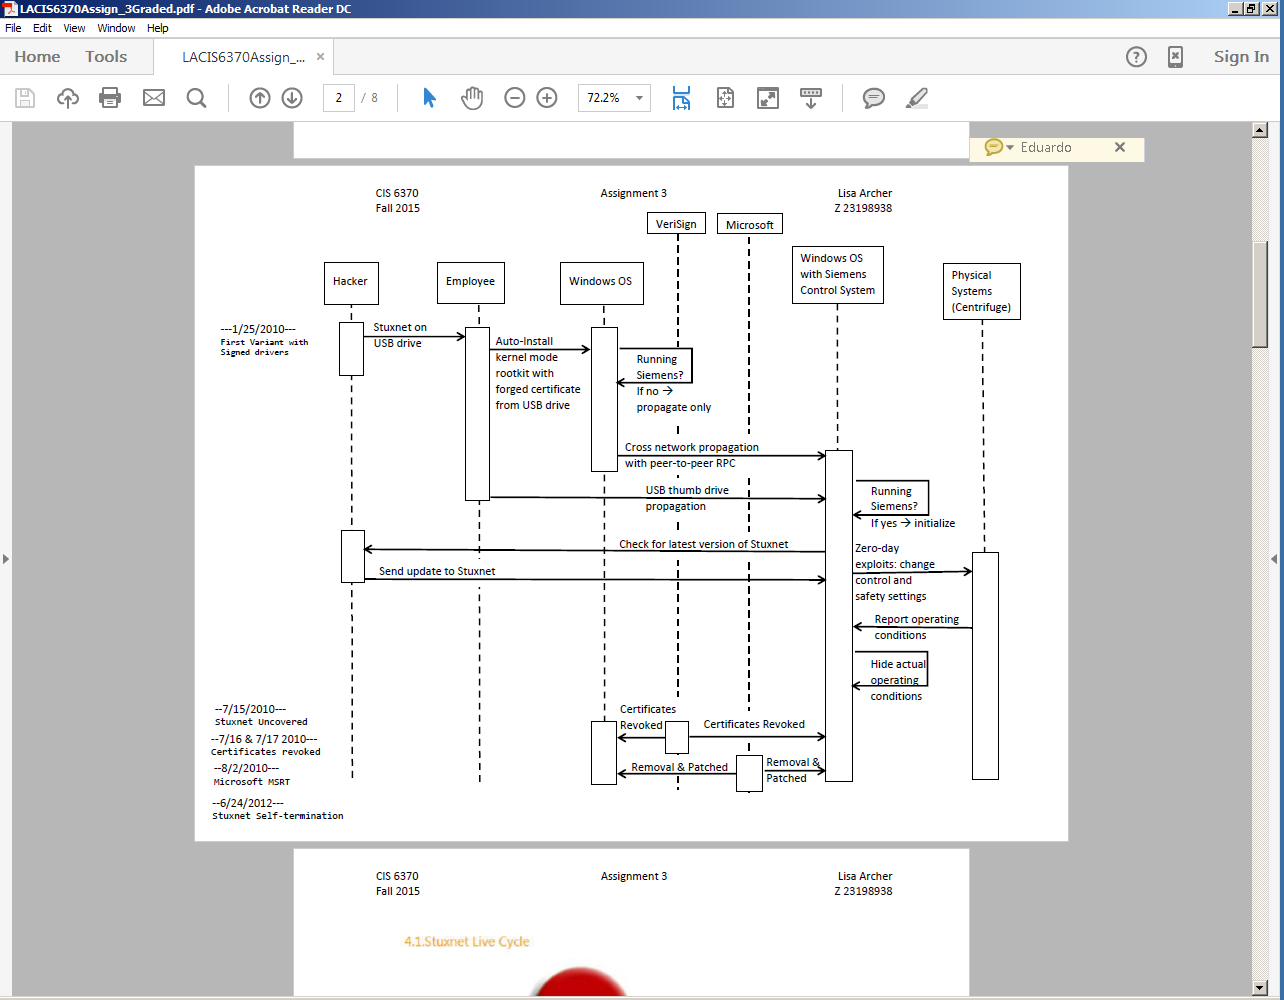 LACIS6370Assign_3Graded.pdf - Adobe Acrobat Reader DC
File Edit View Window Help
Home Tools LACIS6370Assign_... × Sign In
2 / 8 72.2%
Eduardo
CIS 6370 Assignment 3 Lisa Archer
Fall 2015 Z 23198938
VeriSign Microsoft
Hacker
Employee
Windows OS
Windows OS
with Siemens
Control System
Physical
Systems
(Centrifuge)
---1/25/2010---
First Variant with
Signed drivers
Stuxnet on
USB drive
Auto-Install
kernel mode
rootkit with
forged certificate
from USB drive
Running
Siemens?
If no →
propagate only
Cross network propagation
with peer-to-peer RPC
USB thumb drive
propagation
Running
Siemens?
If yes → initialize
Check for latest version of Stuxnet
Send update to Stuxnet
Zero-day
exploits: change
control and
safety settings
Report operating
conditions
Hide actual
operating
conditions
--7/15/2010---
Stuxnet Uncovered
--7/16 & 7/17 2010---
Certificates revoked
--8/2/2010---
Microsoft MSRT
--6/24/2012---
Stuxnet Self-termination
Certificates
Revoked
Certificates Revoked
Removal & Patched
Removal &
Patched
CIS 6370 Assignment 3 Lisa Archer
Fall 2015 Z 23198938
4.1.Stuxnet Live Cycle